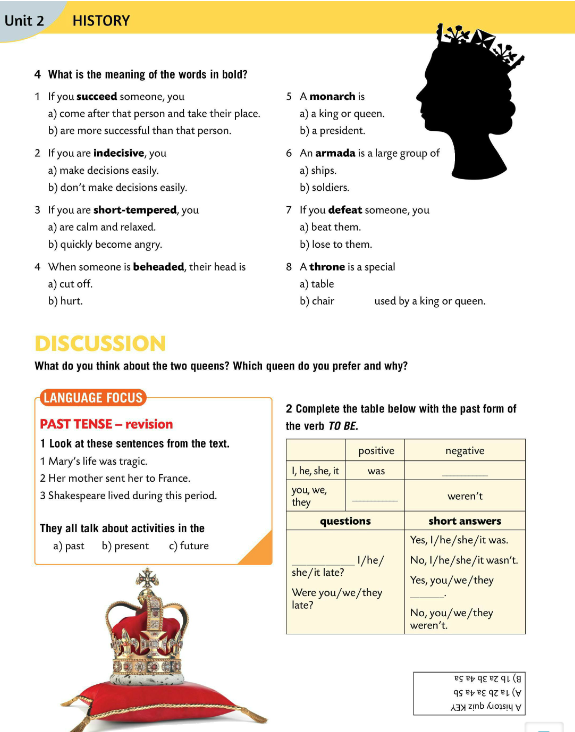 Unit 2 HISTORY
4 What is the meaning of the words in bold?
1 If you succeed someone, you
a) come after that person and take their place.
b) are more successful than that person.
2 If you are indecisive, you
a) make decisions easily.
b) don't make decisions easily.
3 If you are short-tempered, you
a) are calm and relaxed.
b) quickly become angry.
4 When someone is beheaded, their head is
a) cut off.
b) hurt.
5 A monarch is
a) a king or queen.
b) a president.
6 An armada is a large group of
a) ships.
b) soldiers.
7 If you defeat someone, you
a) beat them.
b) lose to them.
8 A throne is a special
a) table
b) chair used by a king or queen.
DISCUSSION
What do you think about the two queens? Which queen do you prefer and why?
LANGUAGE FOCUS
PAST TENSE – revision
1 Look at these sentences from the text.
1 Mary's life was tragic.
2 Her mother sent her to France.
3 Shakespeare lived during this period.
They all talk about activities in the
a) past b) present c) future
2 Complete the table below with the past form of
the verb TO BE.
positive negative
I, he, she, it was ________
you, we,
they ________ weren't
questions short answers
________ I/he/
she/it late?
Were you/we/they
late?
Yes, I/he/she/it was.
No, I/he/she/it wasn't.
Yes, you/we/they
______.
No, you/we/they
weren't.
A history quiz KEY
A) 1a 2b 3a 4a 5b
B) 1b 2a 3b 4a 5a